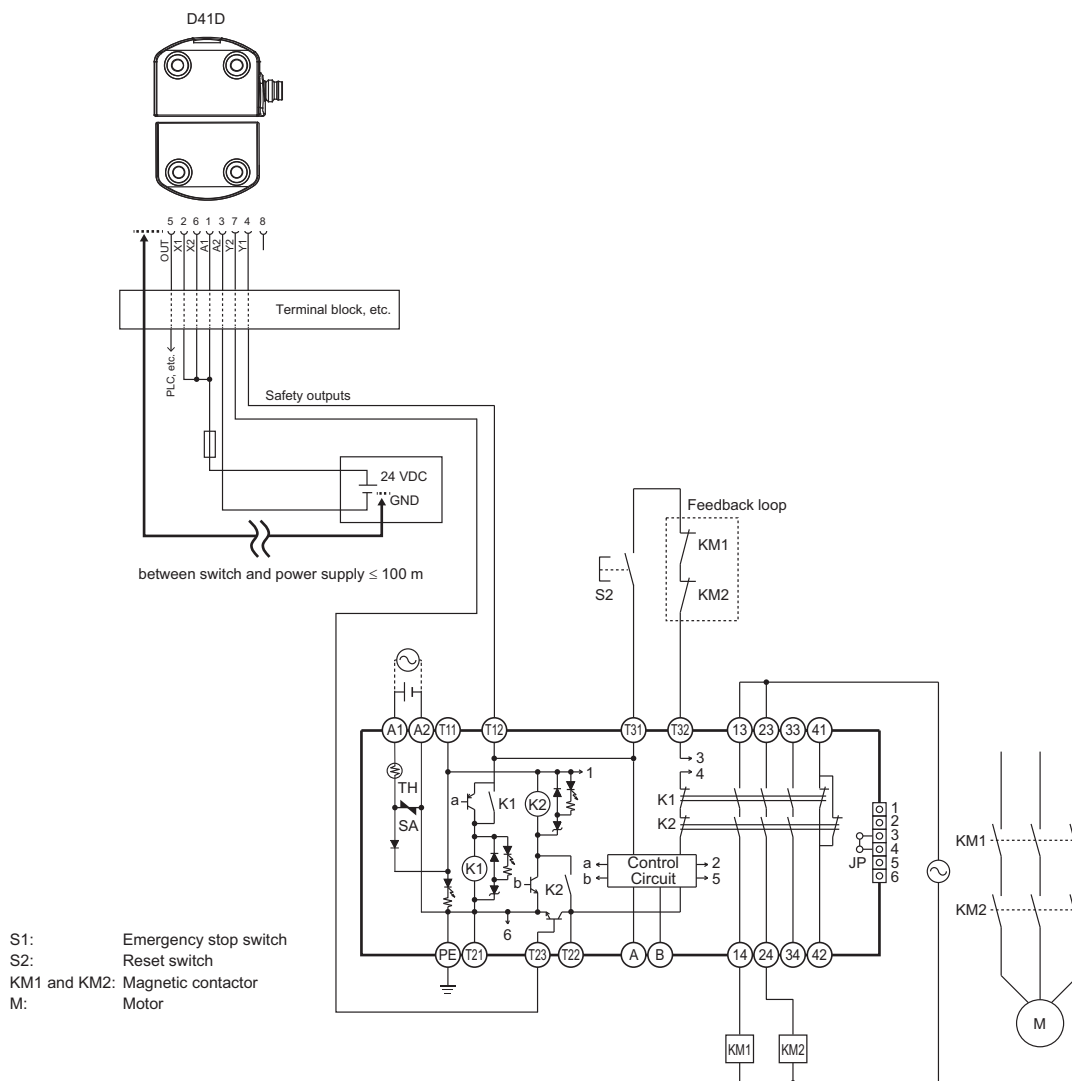 D41D
5 2 6 1 3 7 4 8
OUT
X1
X2
A1
A2
Y2
Y1
Terminal block, etc.
PLC, etc.
Safety outputs
24 VDC
GND
between switch and power supply ≤ 100 m
Feedback loop
KM1
S2
KM2
A1 A2 T11 T12 T31 T32 13 23 33 41
3
4
1
TH
a
K1
K2
K1
SA
K2
1
2
3
4
5
6
JP
K1
b
K2
a
b
Control
Circuit
2
5
6
PE T21 T23 T22 A B 14 24 34 42
KM1
KM2
M
KM1 KM2
S1: Emergency stop switch
S2: Reset switch
KM1 and KM2: Magnetic contactor
M: Motor